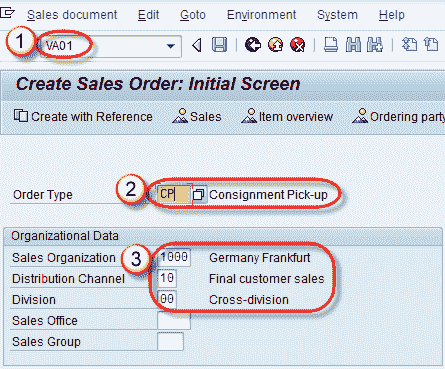 Sales document Edit Goto Environment System Help
1 VA01
Create Sales Order: Initial Screen
Create with Reference Sales Item overview Ordering party
Order Type 2 CP Consignment Pick-up
Organizational Data
Sales Organization 3 1000 Germany Frankfurt
Distribution Channel 10 Final customer sales
Division 00 Cross-division
Sales Office
Sales Group